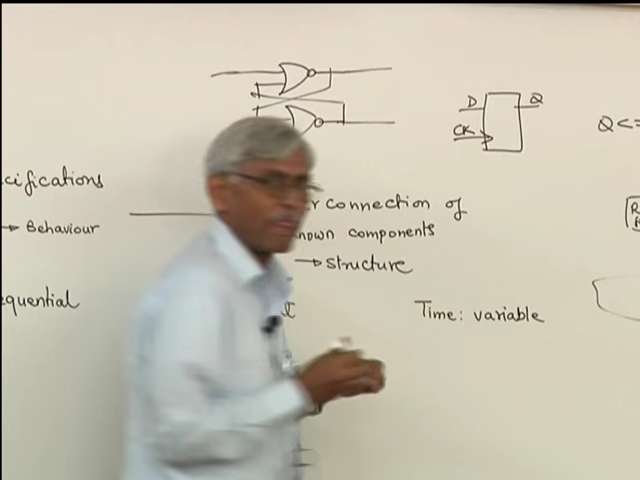 D
Q
CK
Q<=
cifications
r connection of
nown components
→ Behaviour
→ structure
equential
Time: variable
R